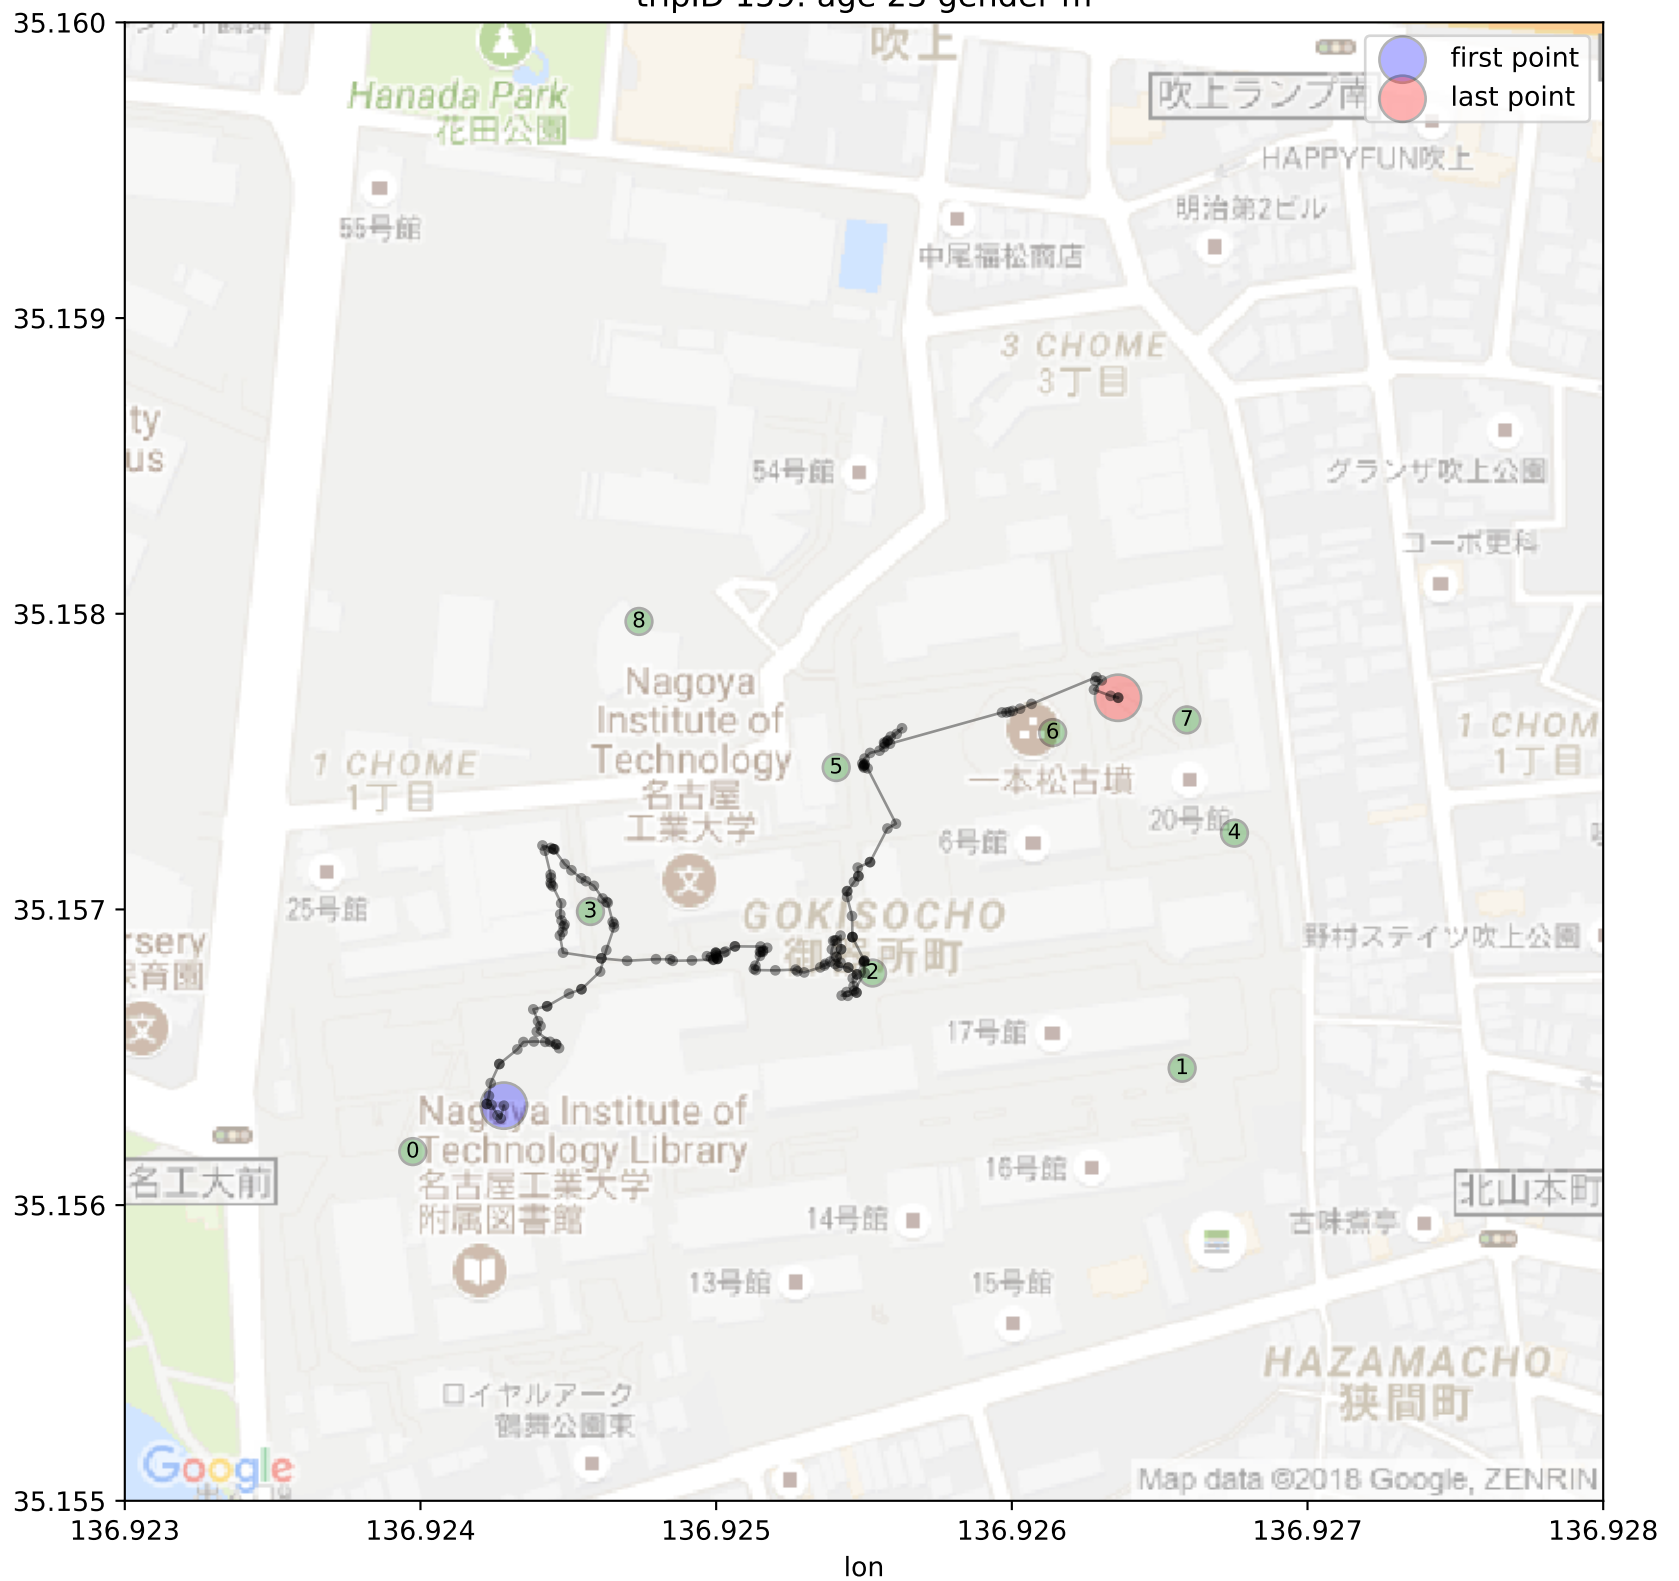 35.160
first point
last point
吹上
吹上ランプ南
Hanada Park
花田公園
HAPPYFUN吹上
明治第2ビル
55号館
中尾福松商店
35.159
3 CHOME
3丁目
ty
us
54号館
グランザ吹上公園
コーポ更科
35.158
8
Nagoya
Institute of
Technology
名古屋
工業大学
7
6
5
1 CHOME
1丁目
1 CHOM
1丁目
一本松古墳
20号館
4
6号館
25号館
3
35.157
GOKISOCHO
御器所町
野村ステイツ吹上公園
rsery
保育園
2
17号館
1
Nagoya Institute of
Technology Library
名古屋工業大学
附属図書館
0
名工大前
16号館
北山本町
35.156
14号館
古味煮亭
13号館
15号館
HAZAMACHO
狭間町
ロイヤルアーク
鶴舞公園東
Google
Map data ©2018 Google, ZENRIN
35.155
136.923
136.924
136.925
136.926
136.927
136.928
lon